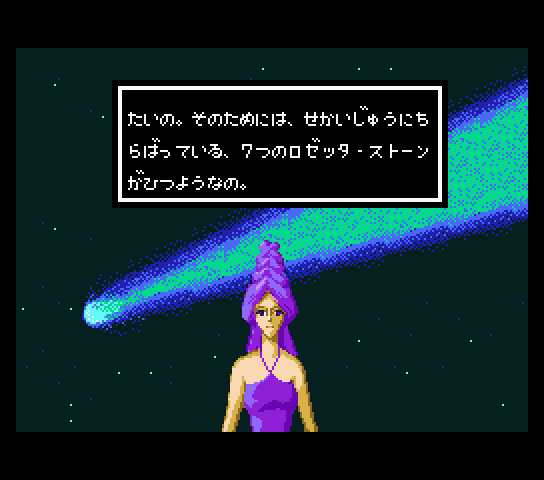 たいの。そのためには、せかいじゅうにち
らばっている、7つのロゼッタ・ストーン
がひつようなの。